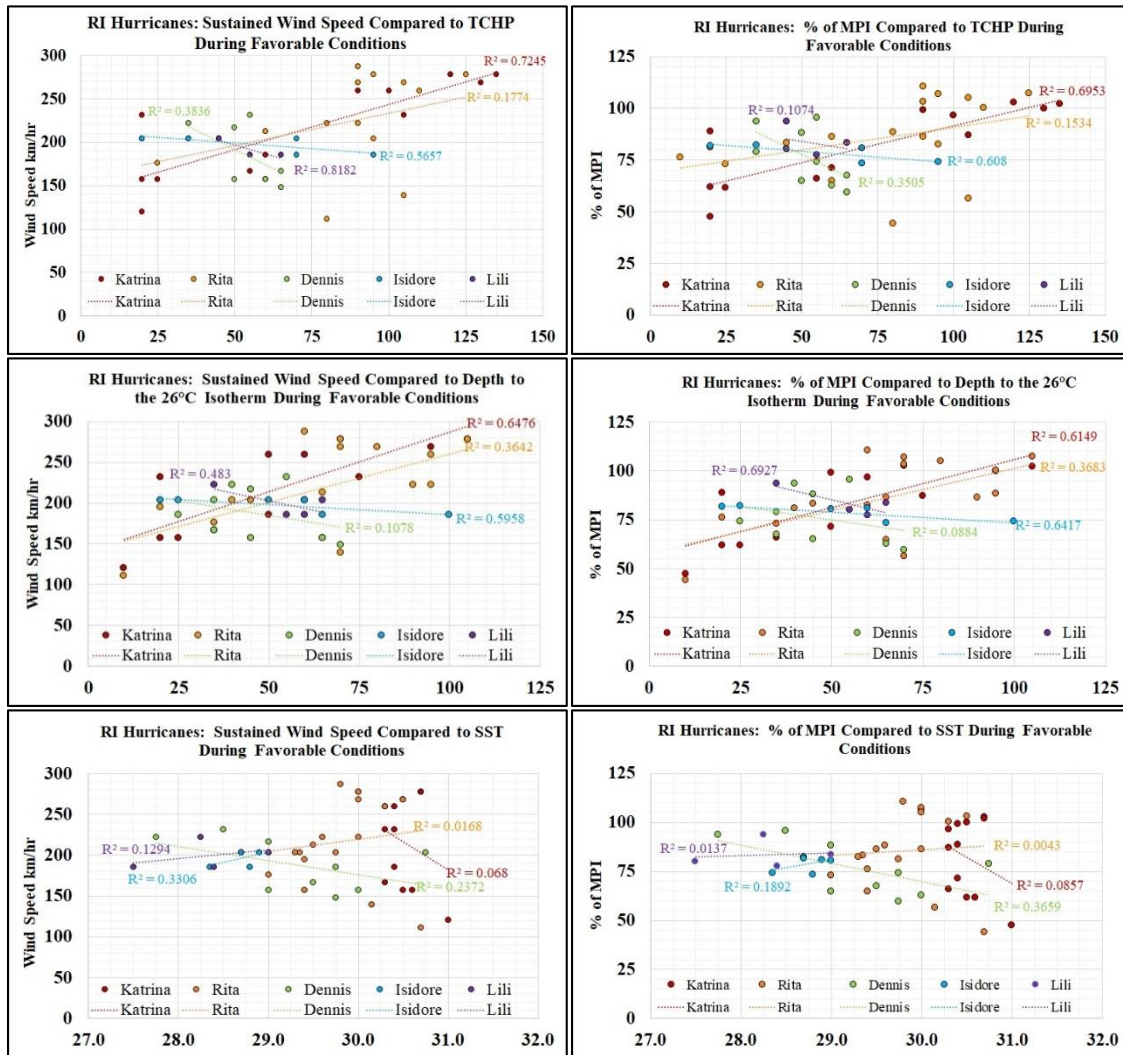 RI Hurricanes: Sustained Wind Speed Compared to TCHP
During Favorable Conditions
300
250
200
150
100
50
0
Wind Speed km/hr
R² = 0.7245
R² = 0.1774
R² = 0.3836
R² = 0.5657
R² = 0.8182
Katrina Rita Dennis Isidore Lili
Katrina Rita Dennis Isidore Lili
0 25 50 75 100 125 150
RI Hurricanes: % of MPI Compared to TCHP During
Favorable Conditions
125
100
75
50
25
0
% of MPI
R² = 0.6953
R² = 0.1074
R² = 0.1534
R² = 0.608
R² = 0.3505
Katrina Rita Dennis Isidore Lili
Katrina Rita Dennis Isidore Lili
0 25 50 75 100 125 150
RI Hurricanes: Sustained Wind Speed Compared to Depth to
the 26°C Isotherm During Favorable Conditions
300
250
200
150
100
50
0
Wind Speed km/hr
R² = 0.6476
R² = 0.3642
R² = 0.483
R² = 0.1078
R² = 0.5958
Katrina Rita Dennis Isidore Lili
Katrina Rita Dennis Isidore Lili
0 25 50 75 100 125
RI Hurricanes: % of MPI Compared to Depth to the 26°C
Isotherm During Favorable Conditions
125
100
75
50
25
0
% of MPI
R² = 0.6149
R² = 0.6927
R² = 0.3683
R² = 0.6417
R² = 0.0884
Katrina Rita Dennis Isidore Lili
Katrina Rita Dennis Isidore Lili
0 25 50 75 100 125
RI Hurricanes: Sustained Wind Speed Compared to SST
During Favorable Conditions
300
250
200
150
100
50
0
Wind Speed km/hr
R² = 0.0168
R² = 0.1294
R² = 0.068
R² = 0.3306
R² = 0.2372
Katrina Rita Dennis Isidore Lili
Katrina Rita Dennis Isidore Lili
27.0 28.0 29.0 30.0 31.0 32.0
RI Hurricanes: % of MPI Compared to SST During Favorable
Conditions
125
100
75
50
25
0
% of MPI
R² = 0.0137
R² = 0.0043
R² = 0.0857
R² = 0.1892
R² = 0.3659
Katrina Rita Dennis Isidore Lili
Katrina Rita Dennis Isidore Lili
27.0 28.0 29.0 30.0 31.0 32.0